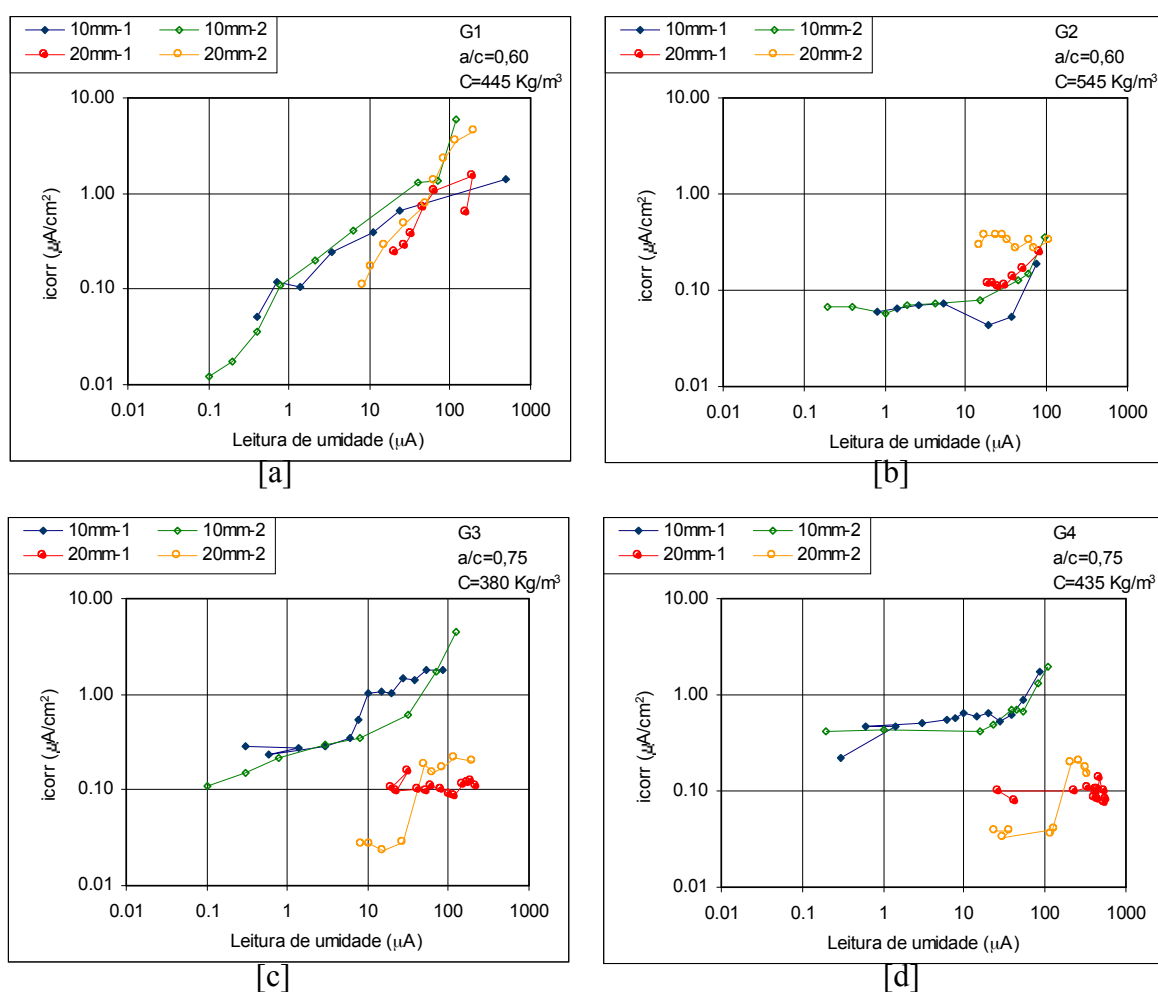 10mm-1 10mm-2
20mm-1 20mm-2
G1
a/c=0,60
C=445 Kg/m³
10.00
1.00
0.10
0.01
icorr (µA/cm²)
0.01 0.1 1 10 100 1000
Leitura de umidade (µA)
[a]
10mm-1 10mm-2
20mm-1 20mm-2
G2
a/c=0,60
C=545 Kg/m³
10.00
1.00
0.10
0.01
icorr (µA/cm²)
0.01 0.1 1 10 100 1000
Leitura de umidade (µA)
[b]
10mm-1 10mm-2
20mm-1 20mm-2
G3
a/c=0,75
C=380 Kg/m³
10.00
1.00
0.10
0.01
icorr (µA/cm²)
0.01 0.1 1 10 100 1000
Leitura de umidade (µA)
[c]
10mm-1 10mm-2
20mm-1 20mm-2
G4
a/c=0,75
C=435 Kg/m³
10.00
1.00
0.10
0.01
icorr (µA/cm²)
0.01 0.1 1 10 100 1000
Leitura de umidade (µA)
[d]